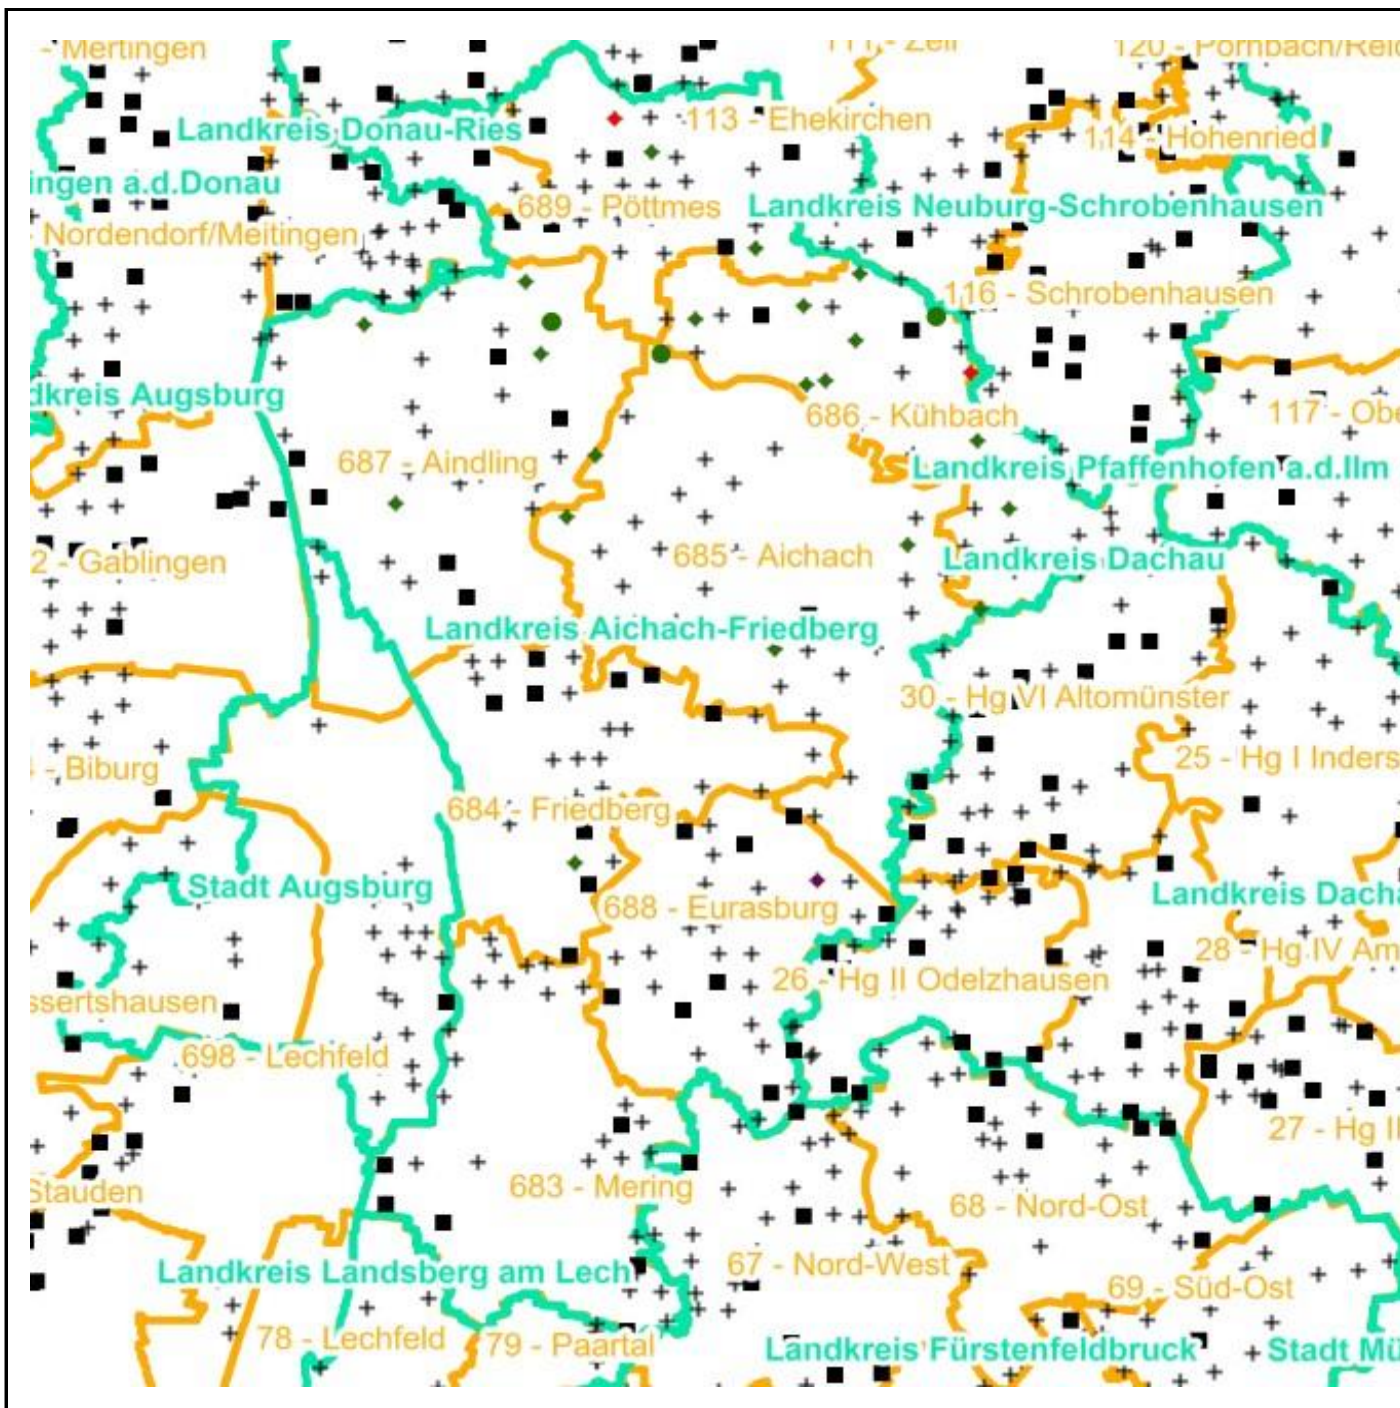 - Mertingen
111 - Zell
120 - Pörnbach/Rei
113 - Ehekirchen
Landkreis Donau-Ries
114 - Hohenried
ingen a.d.Donau
689 - Pöttmes
Landkreis Neuburg-Schrobenhausen
- Nordendorf/Meitingen
116 - Schrobenhausen
dkreis Augsburg
686 - Kühbach
117 - Obe
687 - Aindling
Landkreis Pfaffenhofen a.d.Ilm
2 - Gablingen
685 - Aichach
Landkreis Dachau
Landkreis Aichach-Friedberg
30 - Hg VI Altomünster
- Biburg
25 - Hg I Inders
684 - Friedberg
Stadt Augsburg
Landkreis Dacha
688 - Eurasburg
28 - Hg IV Am
26 - Hg II Odelzhausen
ssertshausen
698 - Lechfeld
27 - Hg II
Stauden
683 - Mering
68 - Nord-Ost
67 - Nord-West
Landkreis Landsberg am Lech
69 - Süd-Ost
78 - Lechfeld
79 - Paartal
Landkreis Fürstenfeldbruck
Stadt Mü